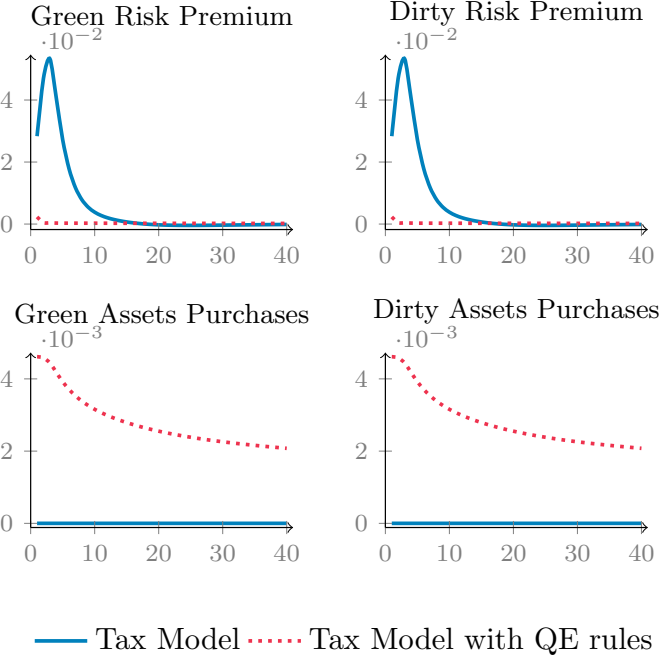 Green Risk Premium
Dirty Risk Premium
·10⁻²
·10⁻²
4
4
2
2
0
0
0 10 20 30 40
0 10 20 30 40
Green Assets Purchases
Dirty Assets Purchases
·10⁻³
·10⁻³
4
4
2
2
0
0
0 10 20 30 40
0 10 20 30 40
Tax Model Tax Model with QE rules